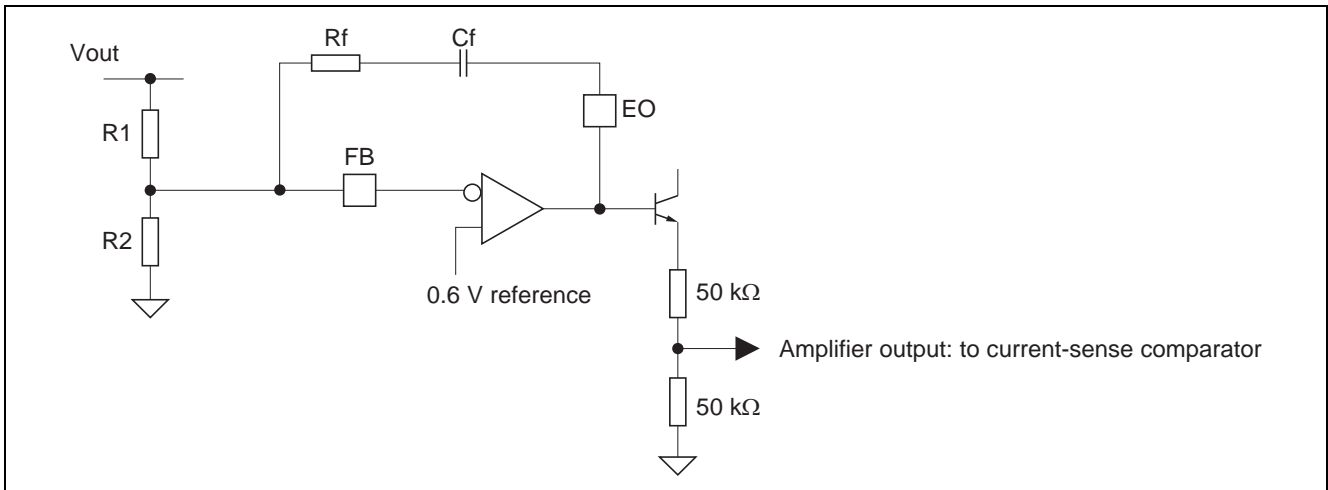 Rf
Cf
Vout
EO
R1
FB
R2
0.6 V reference
50 kΩ
Amplifier output: to current-sense comparator
50 kΩ